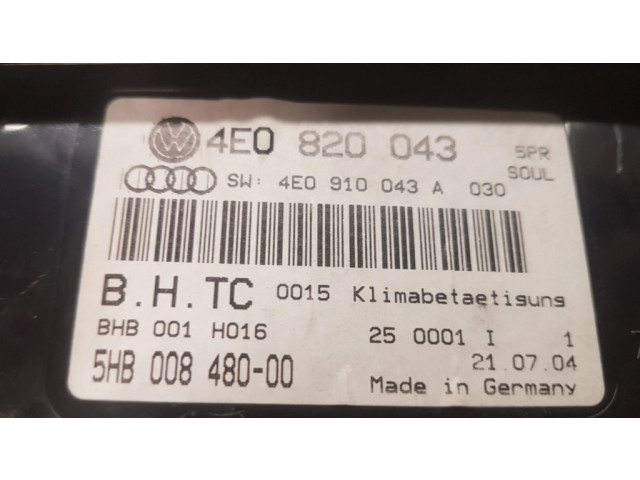 4E0 820 043 5PR
SW: 4E0 910 043 A 030 SOUL
B.H.TC 0015 Klimabetaetisuns
BHB 001 H016 25 0001 I 1
5HB 008 480-00 21.07.04
Made in Germany